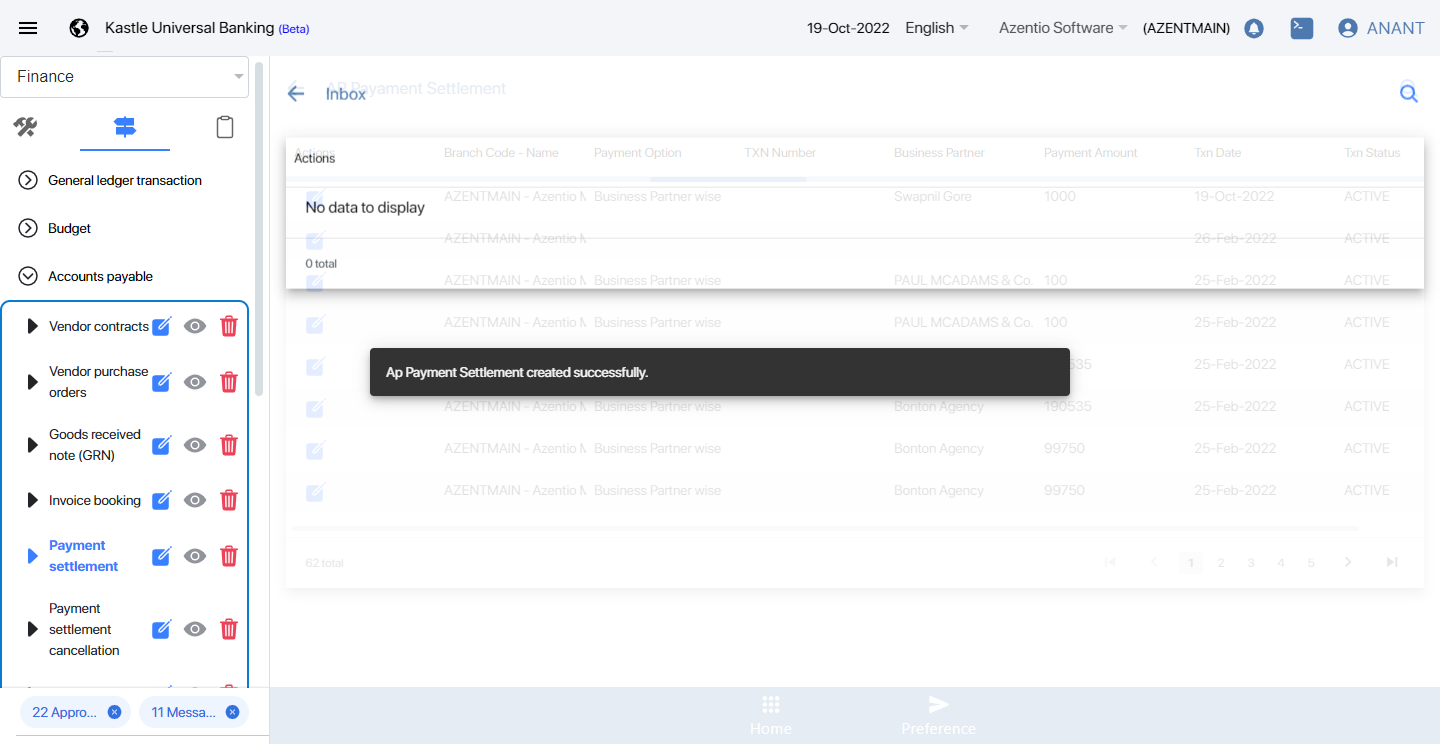 Kastle Universal Banking (Beta)
19-Oct-2022
English
Azentio Software
(AZENTMAIN)
ANANT
Finance
General ledger transaction
Budget
Accounts payable
Vendor contracts
Vendor purchase
orders
Goods received
note (GRN)
Invoice booking
Payment
settlement
Payment
settlement
cancellation
22 Appro...
11 Messa...
AP Payament Settlement
Inbox
Actions
Actions Branch Code - Name Payment Option TXN Number Business Partner Payment Amount Txn Date Txn Status
AZENTMAIN - Azentio M Business Partner wise Swapnil Gore 1000 19-Oct-2022 ACTIVE
No data to display
AZENTMAIN - Azentio M 26-Feb-2022 ACTIVE
0 total
AZENTMAIN - Azentio M Business Partner wise PAUL MCADAMS & Co. 100 25-Feb-2022 ACTIVE
AZENTMAIN - Azentio M Business Partner wise PAUL MCADAMS & Co. 100 25-Feb-2022 ACTIVE
Ap Payment Settlement created successfully.
535 25-Feb-2022 ACTIVE
AZENTMAIN - Azentio M Business Partner wise Bonton Agency 190535 25-Feb-2022 ACTIVE
AZENTMAIN - Azentio M Business Partner wise Bonton Agency 99750 25-Feb-2022 ACTIVE
AZENTMAIN - Azentio M Business Partner wise Bonton Agency 99750 25-Feb-2022 ACTIVE
62 total
1 2 3 4 5
Home
Preference